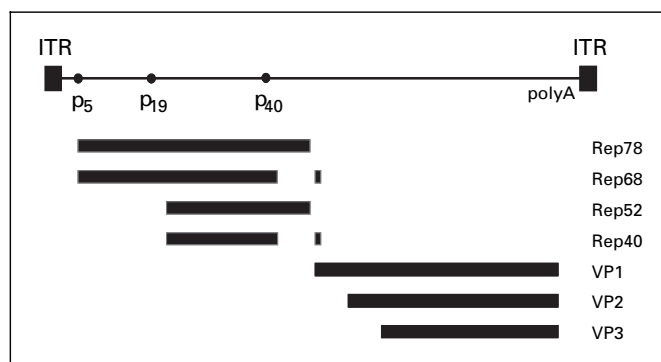 ITR ITR
p5 p19 p40 polyA
Rep78
Rep68
Rep52
Rep40
VP1
VP2
VP3